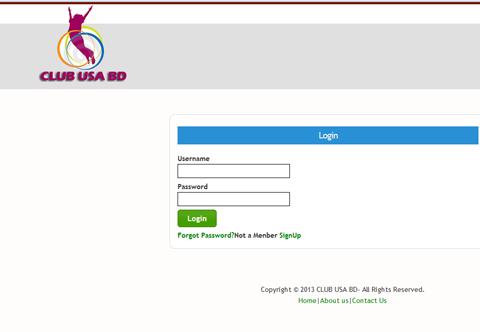 CLUB USA BD
Login
Username
Password
Login
Forgot Password?Not a Menber SignUp
Copyright © 2013 CLUB USA BD- All Rights Reserved.
Home|About us|Contact Us